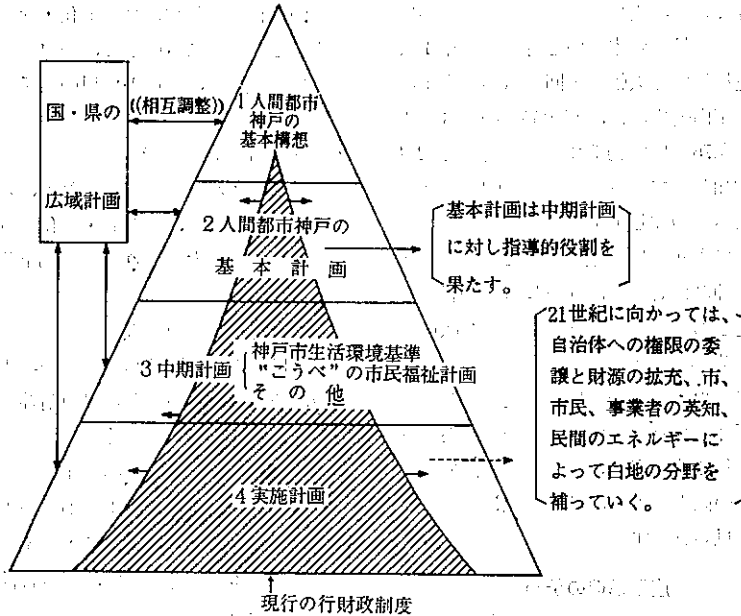 国・県の
広域計画
((相互調整))
1人間都市
神戸の
基本構想
2人間都市神戸の
基本計画
基本計画は中期計画
に対し指導的役割を
果たす。
3中期計画
神戸市生活環境基準
"こうべ"の市民福祉計画
その他
21世紀に向かっては、
自治体への権限の委
譲と財源の拡充、市、
市民、事業者の英知、
民間のエネルギーに
よって白地の分野を
補っていく。
4実施計画
現行の行財政制度